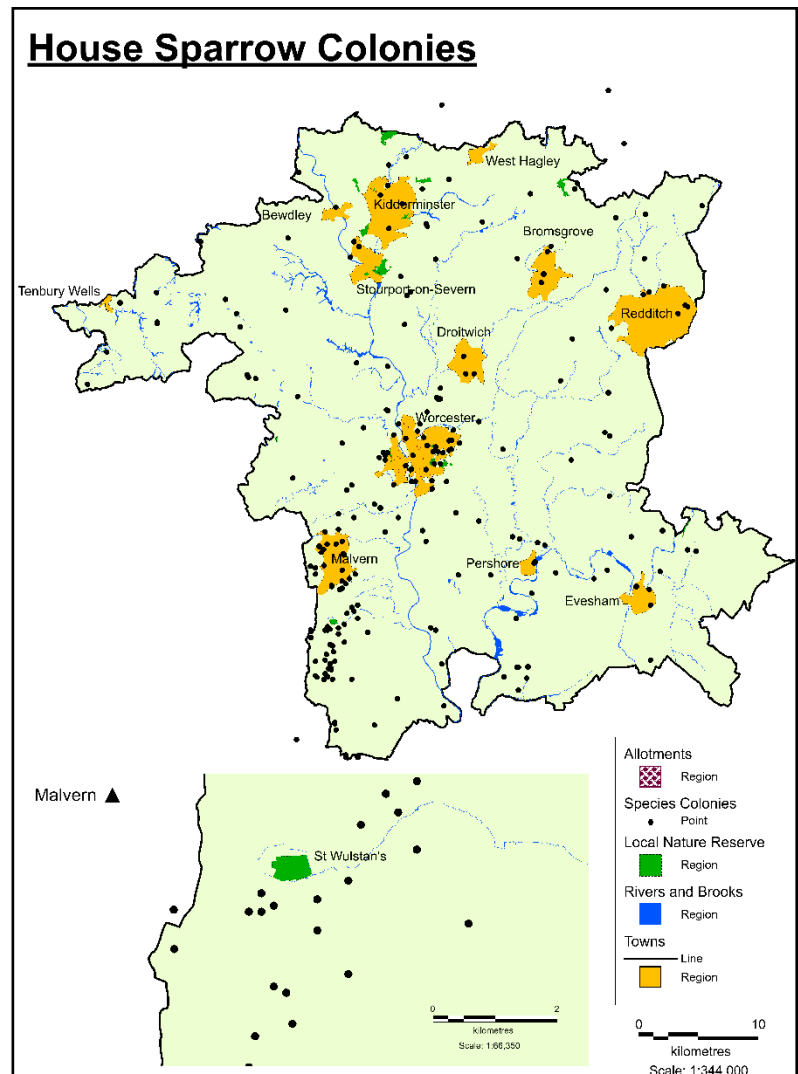 House Sparrow Colonies
West Hagley
Kidderminster
Bewdley
Bromsgrove
Tenbury Wells
Stourport-on-Severn
Redditch
Droitwich
Worcester
Malvern
Pershore
Evesham
Malvern ▲
St Wulstan's
0 2
kilometres
Scale: 1:66,350
Allotments
Region
Species Colonies
Point
Local Nature Reserve
Region
Rivers and Brooks
Region
Towns
Line
Region
0 10
kilometres
Scale: 1:344,000